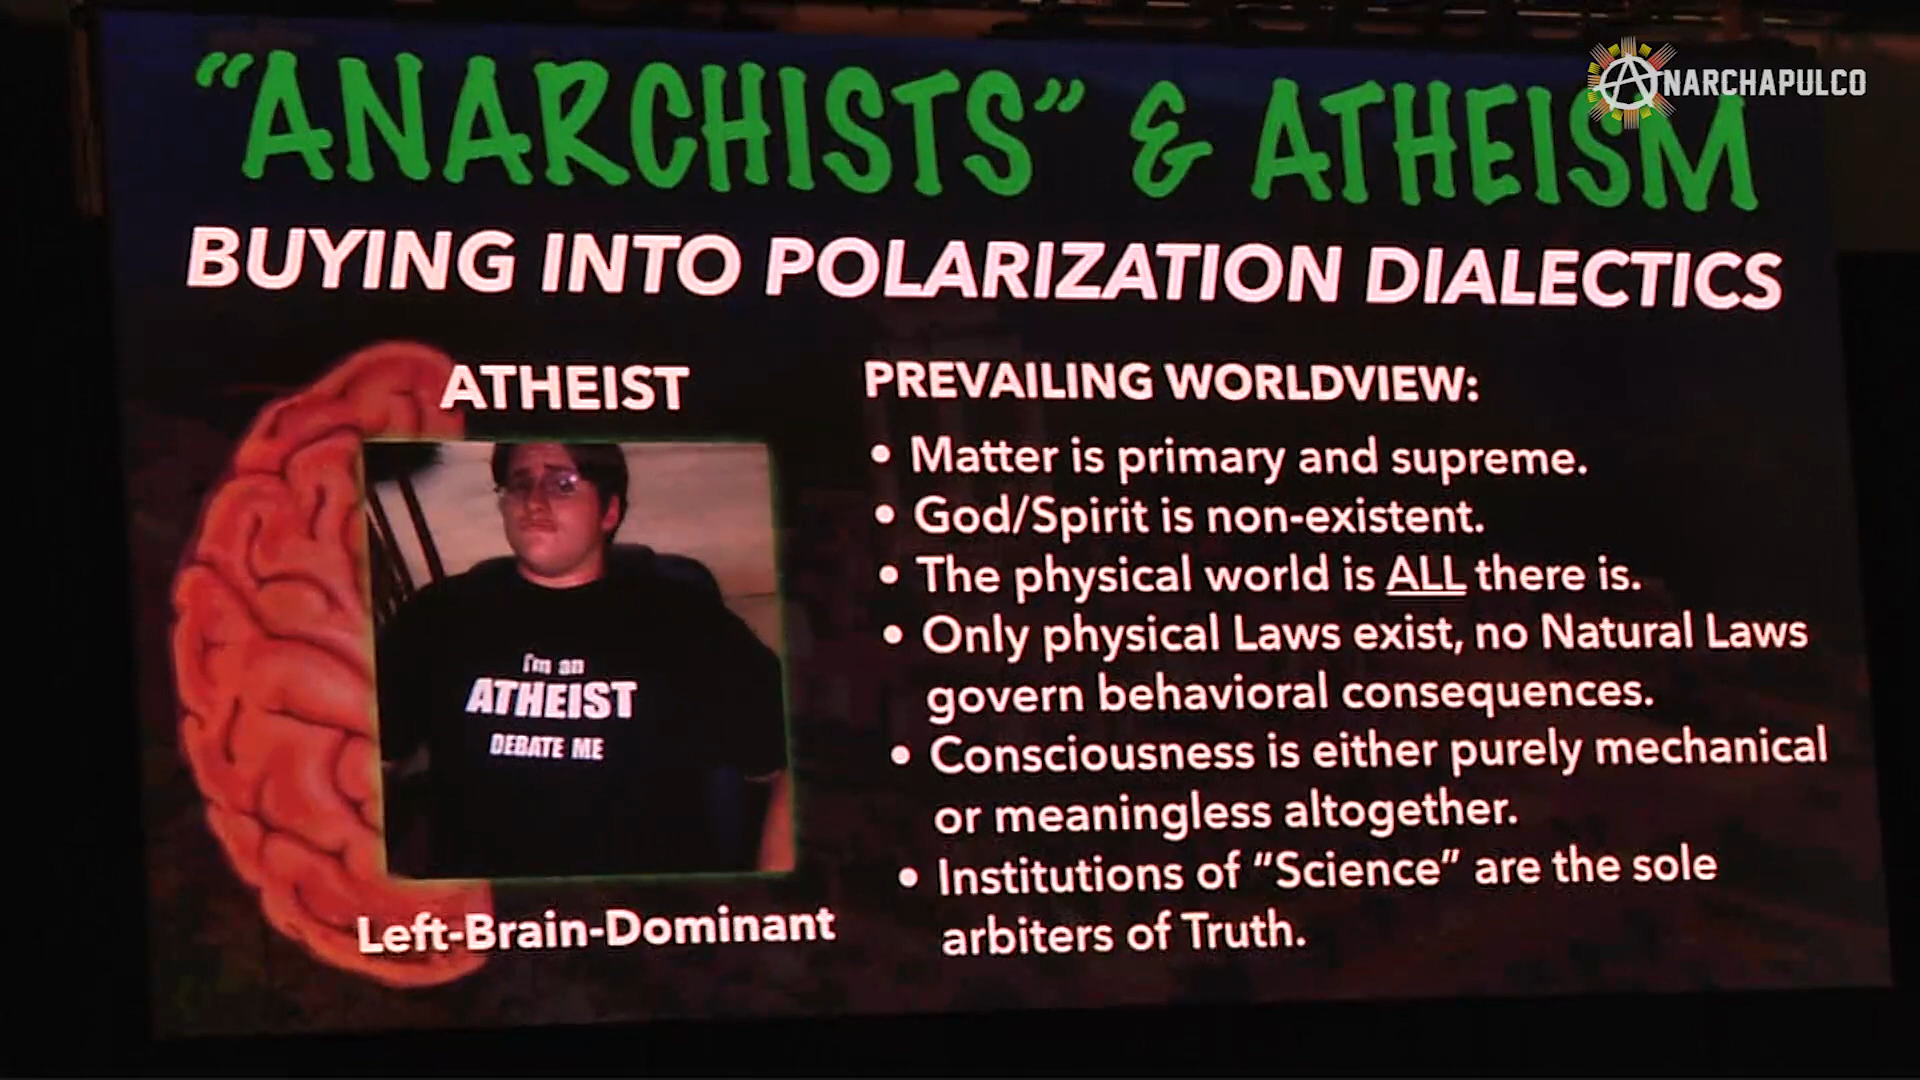 ANARCHAPULCO
“ANARCHISTS” & ATHEISM
BUYING INTO POLARIZATION DIALECTICS
ATHEIST
i'm an
ATHEIST
DEBATE ME
Left-Brain-Dominant
PREVAILING WORLDVIEW:
• Matter is primary and supreme.
• God/Spirit is non-existent.
• The physical world is ALL there is.
• Only physical Laws exist, no Natural Laws
govern behavioral consequences.
• Consciousness is either purely mechanical
or meaningless altogether.
• Institutions of “Science” are the sole
arbiters of Truth.